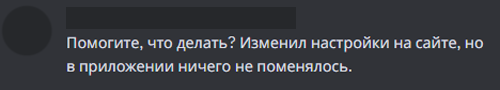 Помогите, что делать? Изменил настройки на сайте, но
в приложении ничего не поменялось.